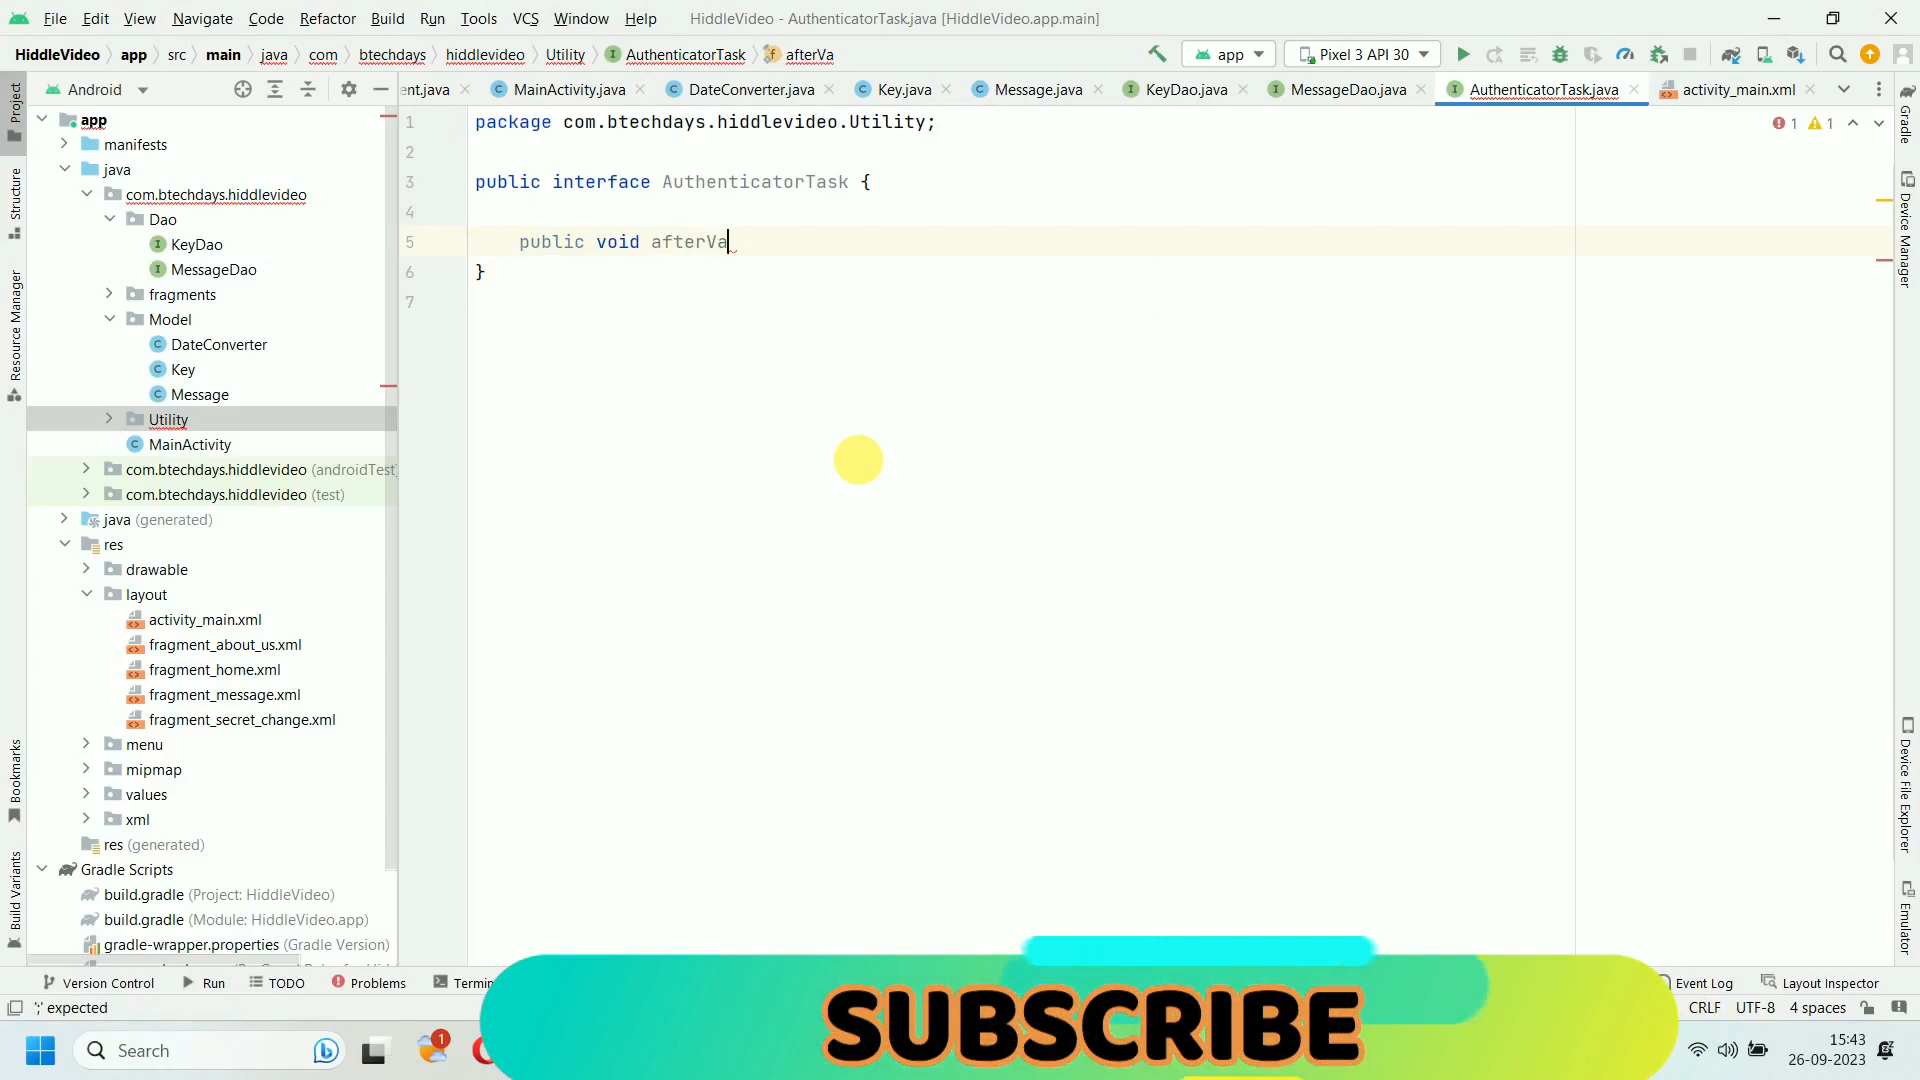 File Edit View Navigate Code Refactor Build Run Tools VCS Window Help HiddleVideo - AuthenticatorTask.java [HiddleVideo.app.main]
HiddleVideo app src main java com btechdays hiddlevideo Utility AuthenticatorTask afterVa app Pixel 3 API 30
Android ent.java MainActivity.java DateConverter.java Key.java Message.java KeyDao.java MessageDao.java AuthenticatorTask.java activity_main.xml
Project
Structure
Resource Manager
Bookmarks
Build Variants
app
manifests
java
com.btechdays.hiddlevideo
Dao
KeyDao
MessageDao
fragments
Model
DateConverter
Key
Message
Utility
MainActivity
com.btechdays.hiddlevideo (androidTest)
com.btechdays.hiddlevideo (test)
java (generated)
res
drawable
layout
activity_main.xml
fragment_about_us.xml
fragment_home.xml
fragment_message.xml
fragment_secret_change.xml
menu
mipmap
values
xml
res (generated)
Gradle Scripts
build.gradle (Project: HiddleVideo)
build.gradle (Module: HiddleVideo.app)
gradle-wrapper.properties (Gradle Version)
1 package com.btechdays.hiddlevideo.Utility;
2
3 public interface AuthenticatorTask {
4
5 public void afterVa
6 }
7
1 1
Gradle
Device Manager
Device File Explorer
Emulator
Version Control Run TODO Problems Termin Event Log Layout Inspector
';' expected CRLF UTF-8 4 spaces
SUBSCRIBE
Search 1 15:43
26-09-2023